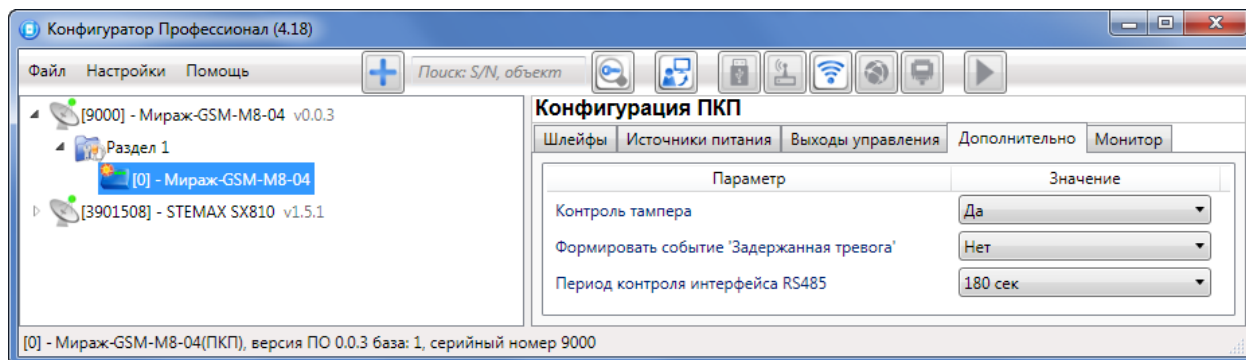 Конфигуратор Профессионал (4.18)
Файл Настройки Помощь Поиск: S/N, объект
[9000] - Мираж-GSM-M8-04 v0.0.3
Раздел 1
[0] - Мираж-GSM-M8-04
[3901508] - STEMAX SX810 v1.5.1
Конфигурация ПКП
Шлейфы Источники питания Выходы управления Дополнительно Монитор
Параметр Значение
Контроль тампера Да
Формировать событие 'Задержанная тревога' Нет
Период контроля интерфейса RS485 180 сек
[0] - Мираж-GSM-M8-04(ПКП), версия ПО 0.0.3 база: 1, серийный номер 9000